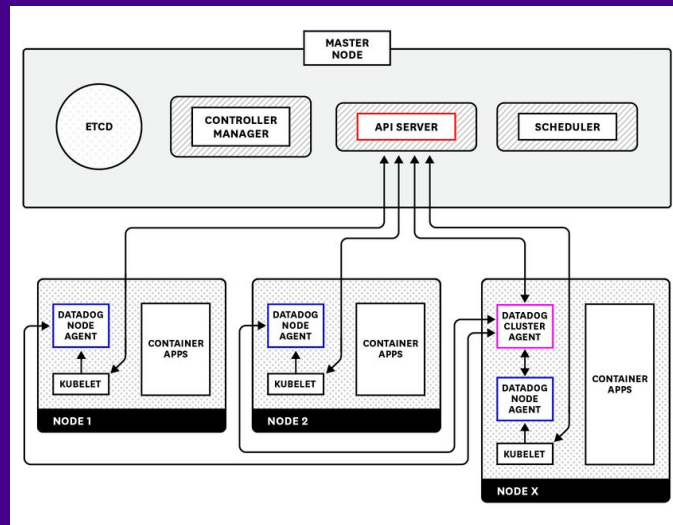 MASTER
NODE
ETCD
CONTROLLER
MANAGER
API SERVER
SCHEDULER
DATADOG
NODE
AGENT
CONTAINER
APPS
KUBELET
NODE 1
DATADOG
NODE
AGENT
CONTAINER
APPS
KUBELET
NODE 2
DATADOG
CLUSTER
AGENT
DATADOG
NODE
AGENT
CONTAINER
APPS
KUBELET
NODE X